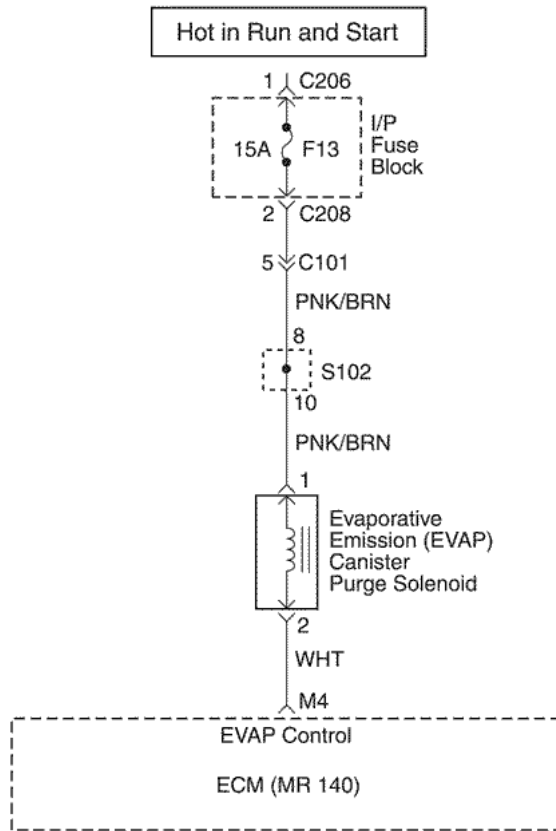 Hot in Run and Start
1 C206
15A F13
I/P
Fuse
Block
2 C208
5 C101
PNK/BRN
8
S102
10
PNK/BRN
1
Evaporative
Emission (EVAP)
Canister
Purge Solenoid
2
WHT
M4
EVAP Control
ECM (MR 140)